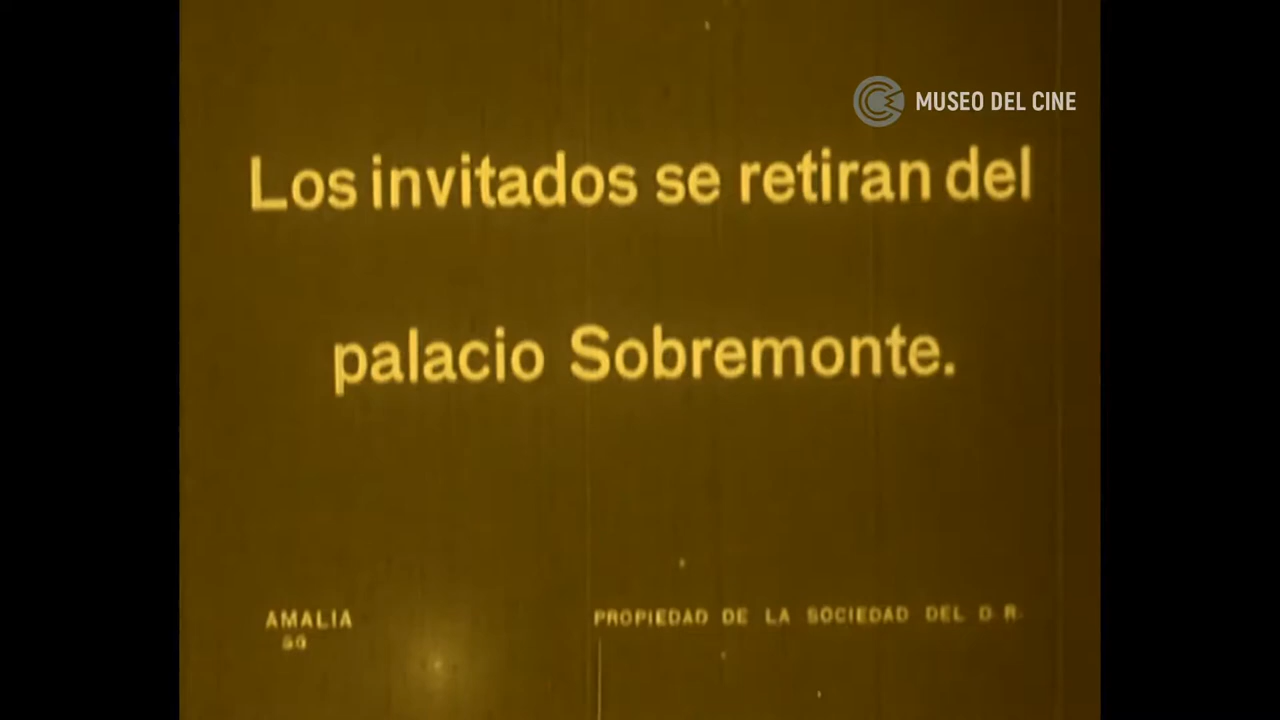 MUSEO DEL CINE
Los invitados se retiran del
palacio Sobremonte.
AMALIA
PROPIEDAD DE LA SOCIEDAD DEL D. R.